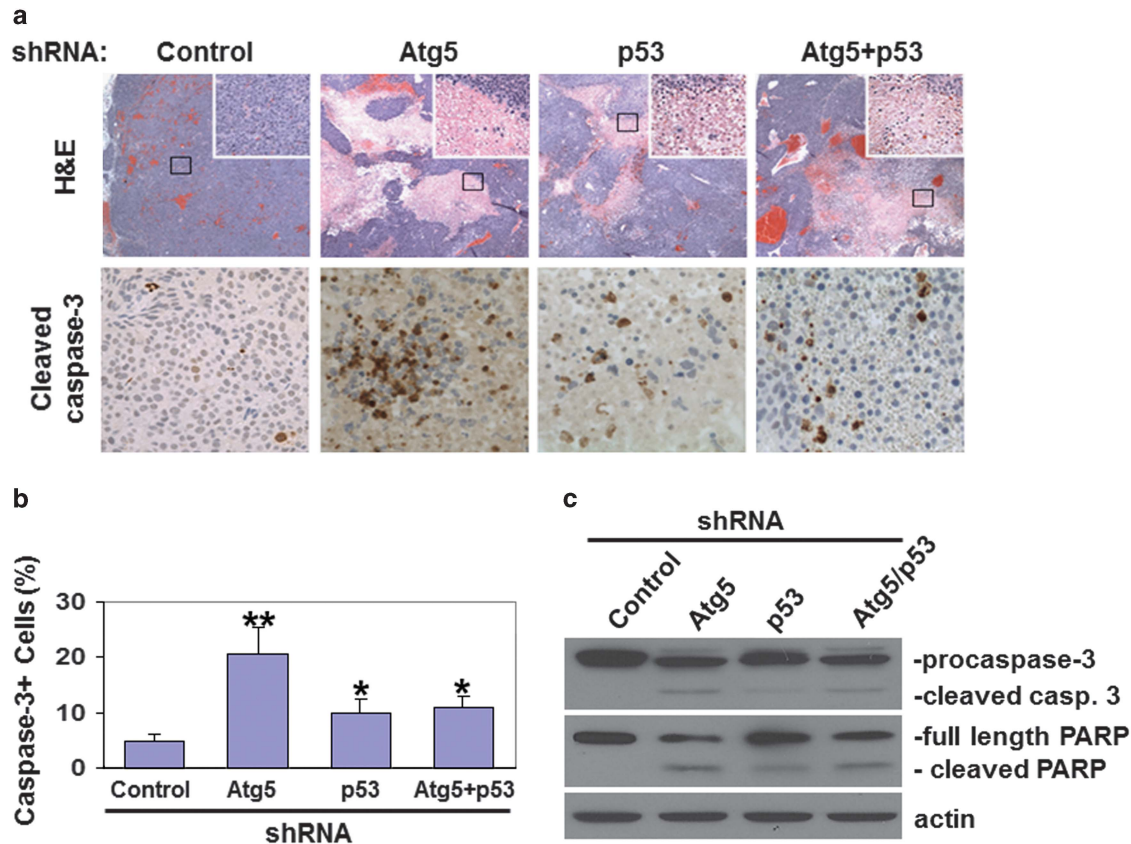 a
shRNA: Control Atg5 p53 Atg5+p53
H&E
Cleaved
caspase-3
b
Caspase-3+ Cells (%)
30
20
10
0
** * *
Control Atg5 p53 Atg5+p53
shRNA
c
shRNA
Control Atg5 p53 Atg5/p53
-procaspase-3
-cleaved casp. 3
-full length PARP
- cleaved PARP
actin